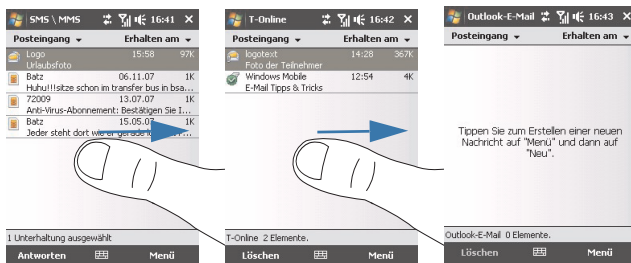 SMS \ MMS 16:41
Posteingang Erhalten am
Logo 15:58 97K
Urlaubsfoto
Batz 06.11.07 1K
Huhu!!!sitze schon im transfer bus in bsa...
72009 13.07.07 1K
Anti-Virus-Abonnement: Bestätigen Sie I...
Batz 15.05.07 1K
Jeder steht dort wie er gerade
1 Unterhaltung ausgewählt
Antworten Menü
T-Online 16:42
Posteingang Erhalten am
logotext 14:28 367K
Foto der Teilnehmer
Windows Mobile 12:54 4K
E-Mail Tipps & Tricks
T-Online 2 Elemente.
Löschen Menü
Outlook-E-Mail 16:43
Posteingang Erhalten am
Tippen Sie zum Erstellen einer neuen
Nachricht auf "Menü" und dann auf
"Neu".
Outlook-E-Mail 0 Elemente.
Löschen Menü